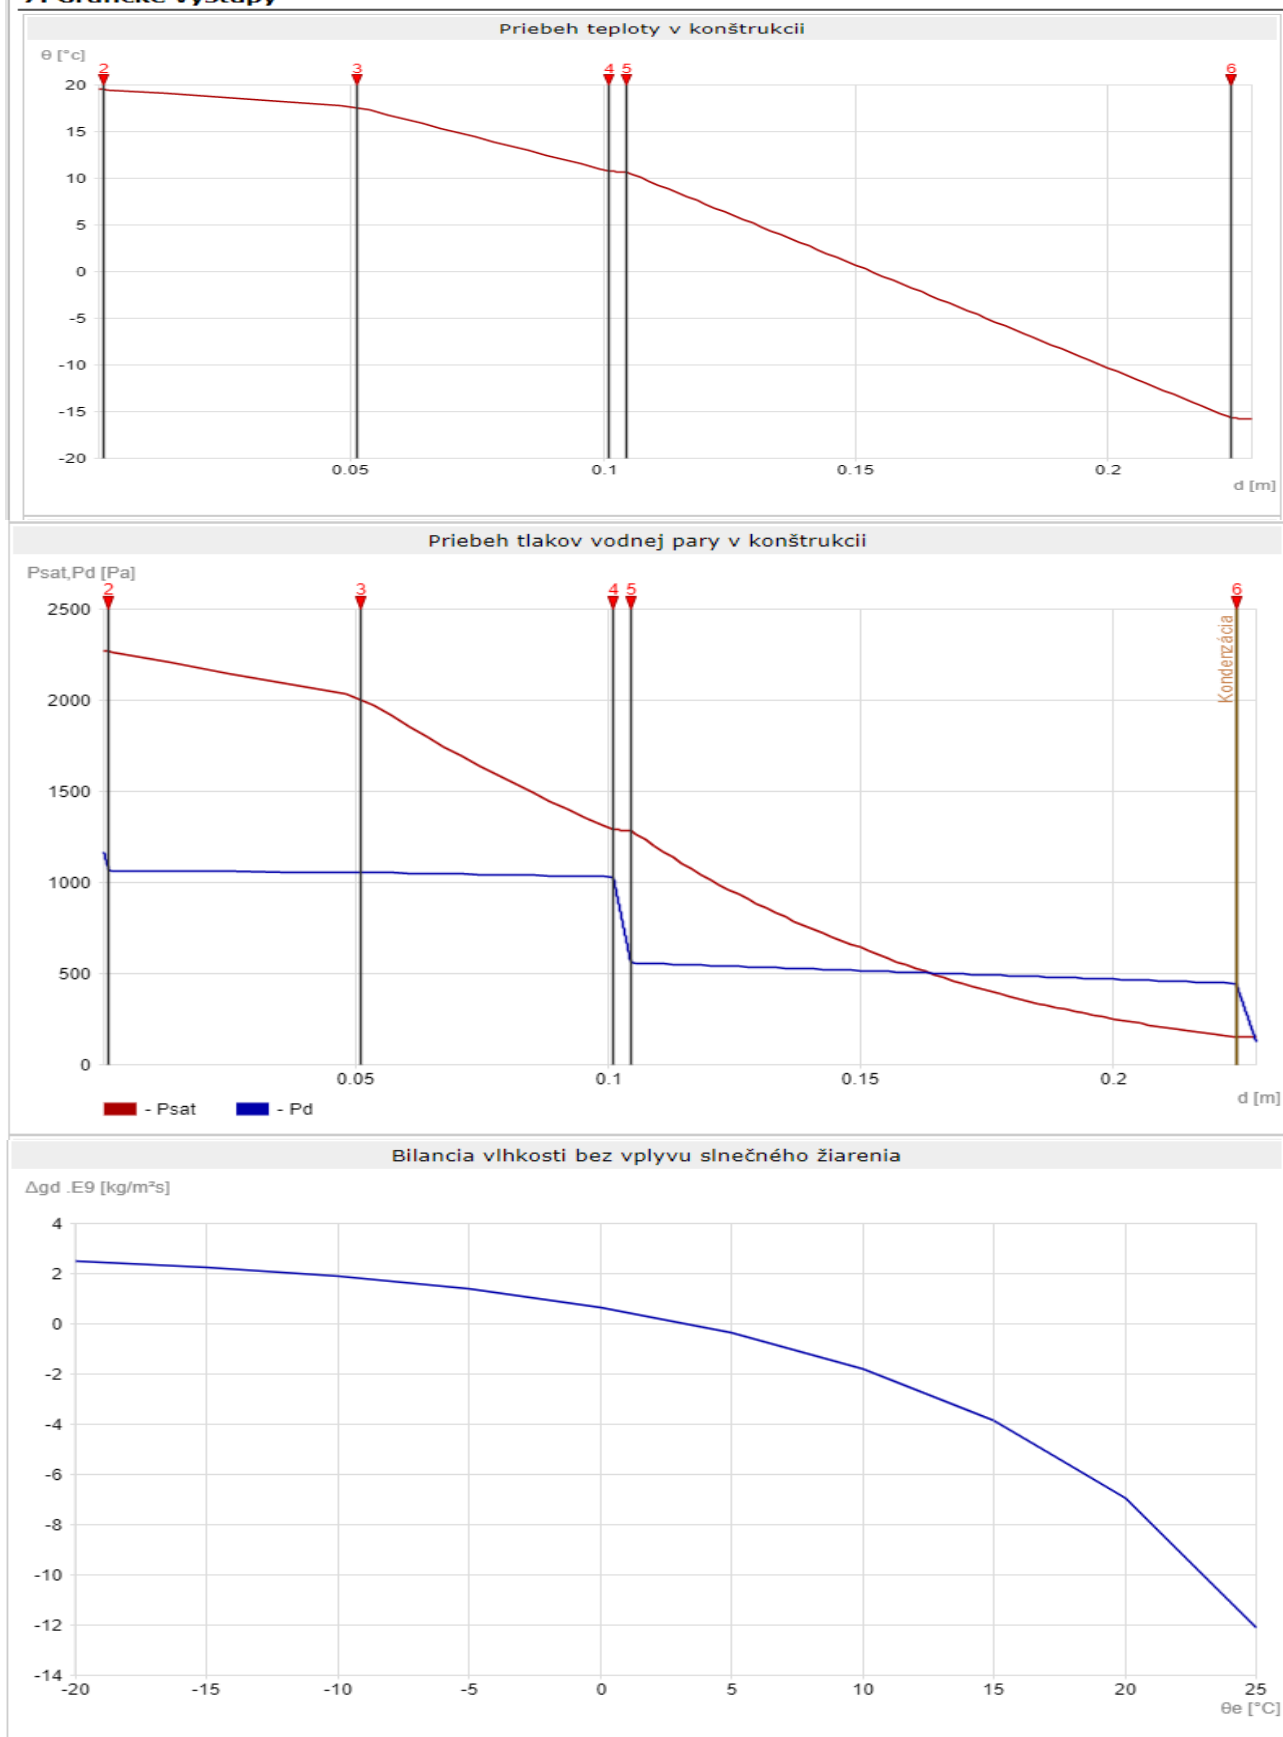 7. Grafické výstupy
Priebeh teploty v konštrukcii
θ [°c]
2 3 4 5 6
20
15
10
5
0
-5
-10
-15
-20
0.05 0.1 0.15 0.2
d [m]
Priebeh tlakov vodnej pary v konštrukcii
Psat,Pd [Pa]
2 3 4 5 6
Kondenzácia
2500
2000
1500
1000
500
0
0.05 0.1 0.15 0.2
d [m]
- Psat - Pd
Bilancia vlhkosti bez vplyvu slnečného žiarenia
Δgd .E9 [kg/m²s]
4
2
0
-2
-4
-6
-8
-10
-12
-14
-20 -15 -10 -5 0 5 10 15 20 25
θe [°C]